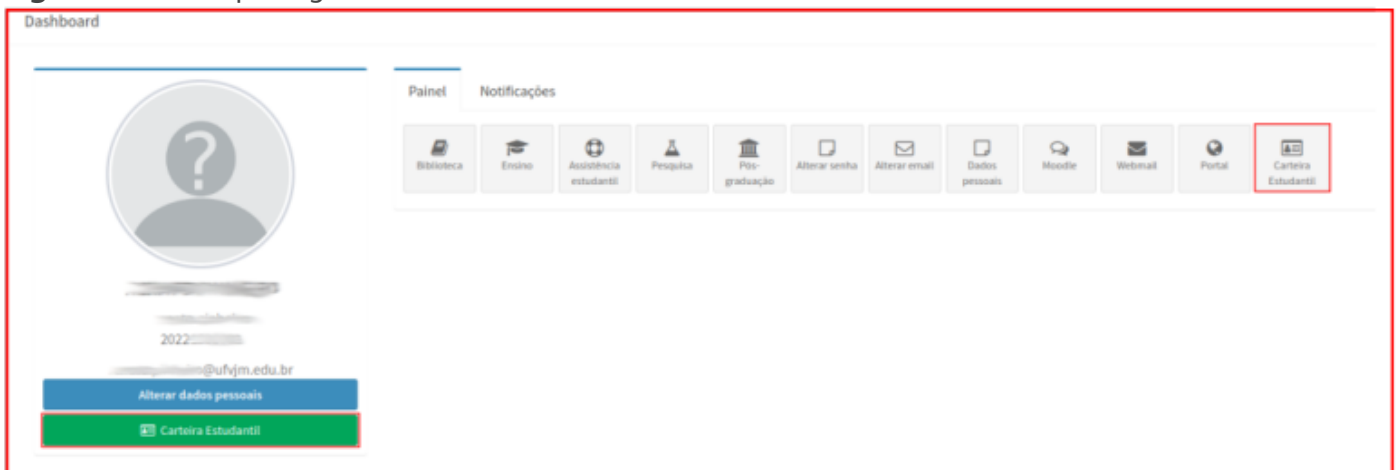 Dashboard
Painel Notificações
Biblioteca
Ensino
Assistência
estudantil
Pesquisa
Pós-
graduação
Alterar senha
Alterar email
Dados
pessoais
Moodle
Webmail
Portal
Carteira
Estudantil
2022
@ufvjm.edu.br
Alterar dados pessoais
Carteira Estudantil